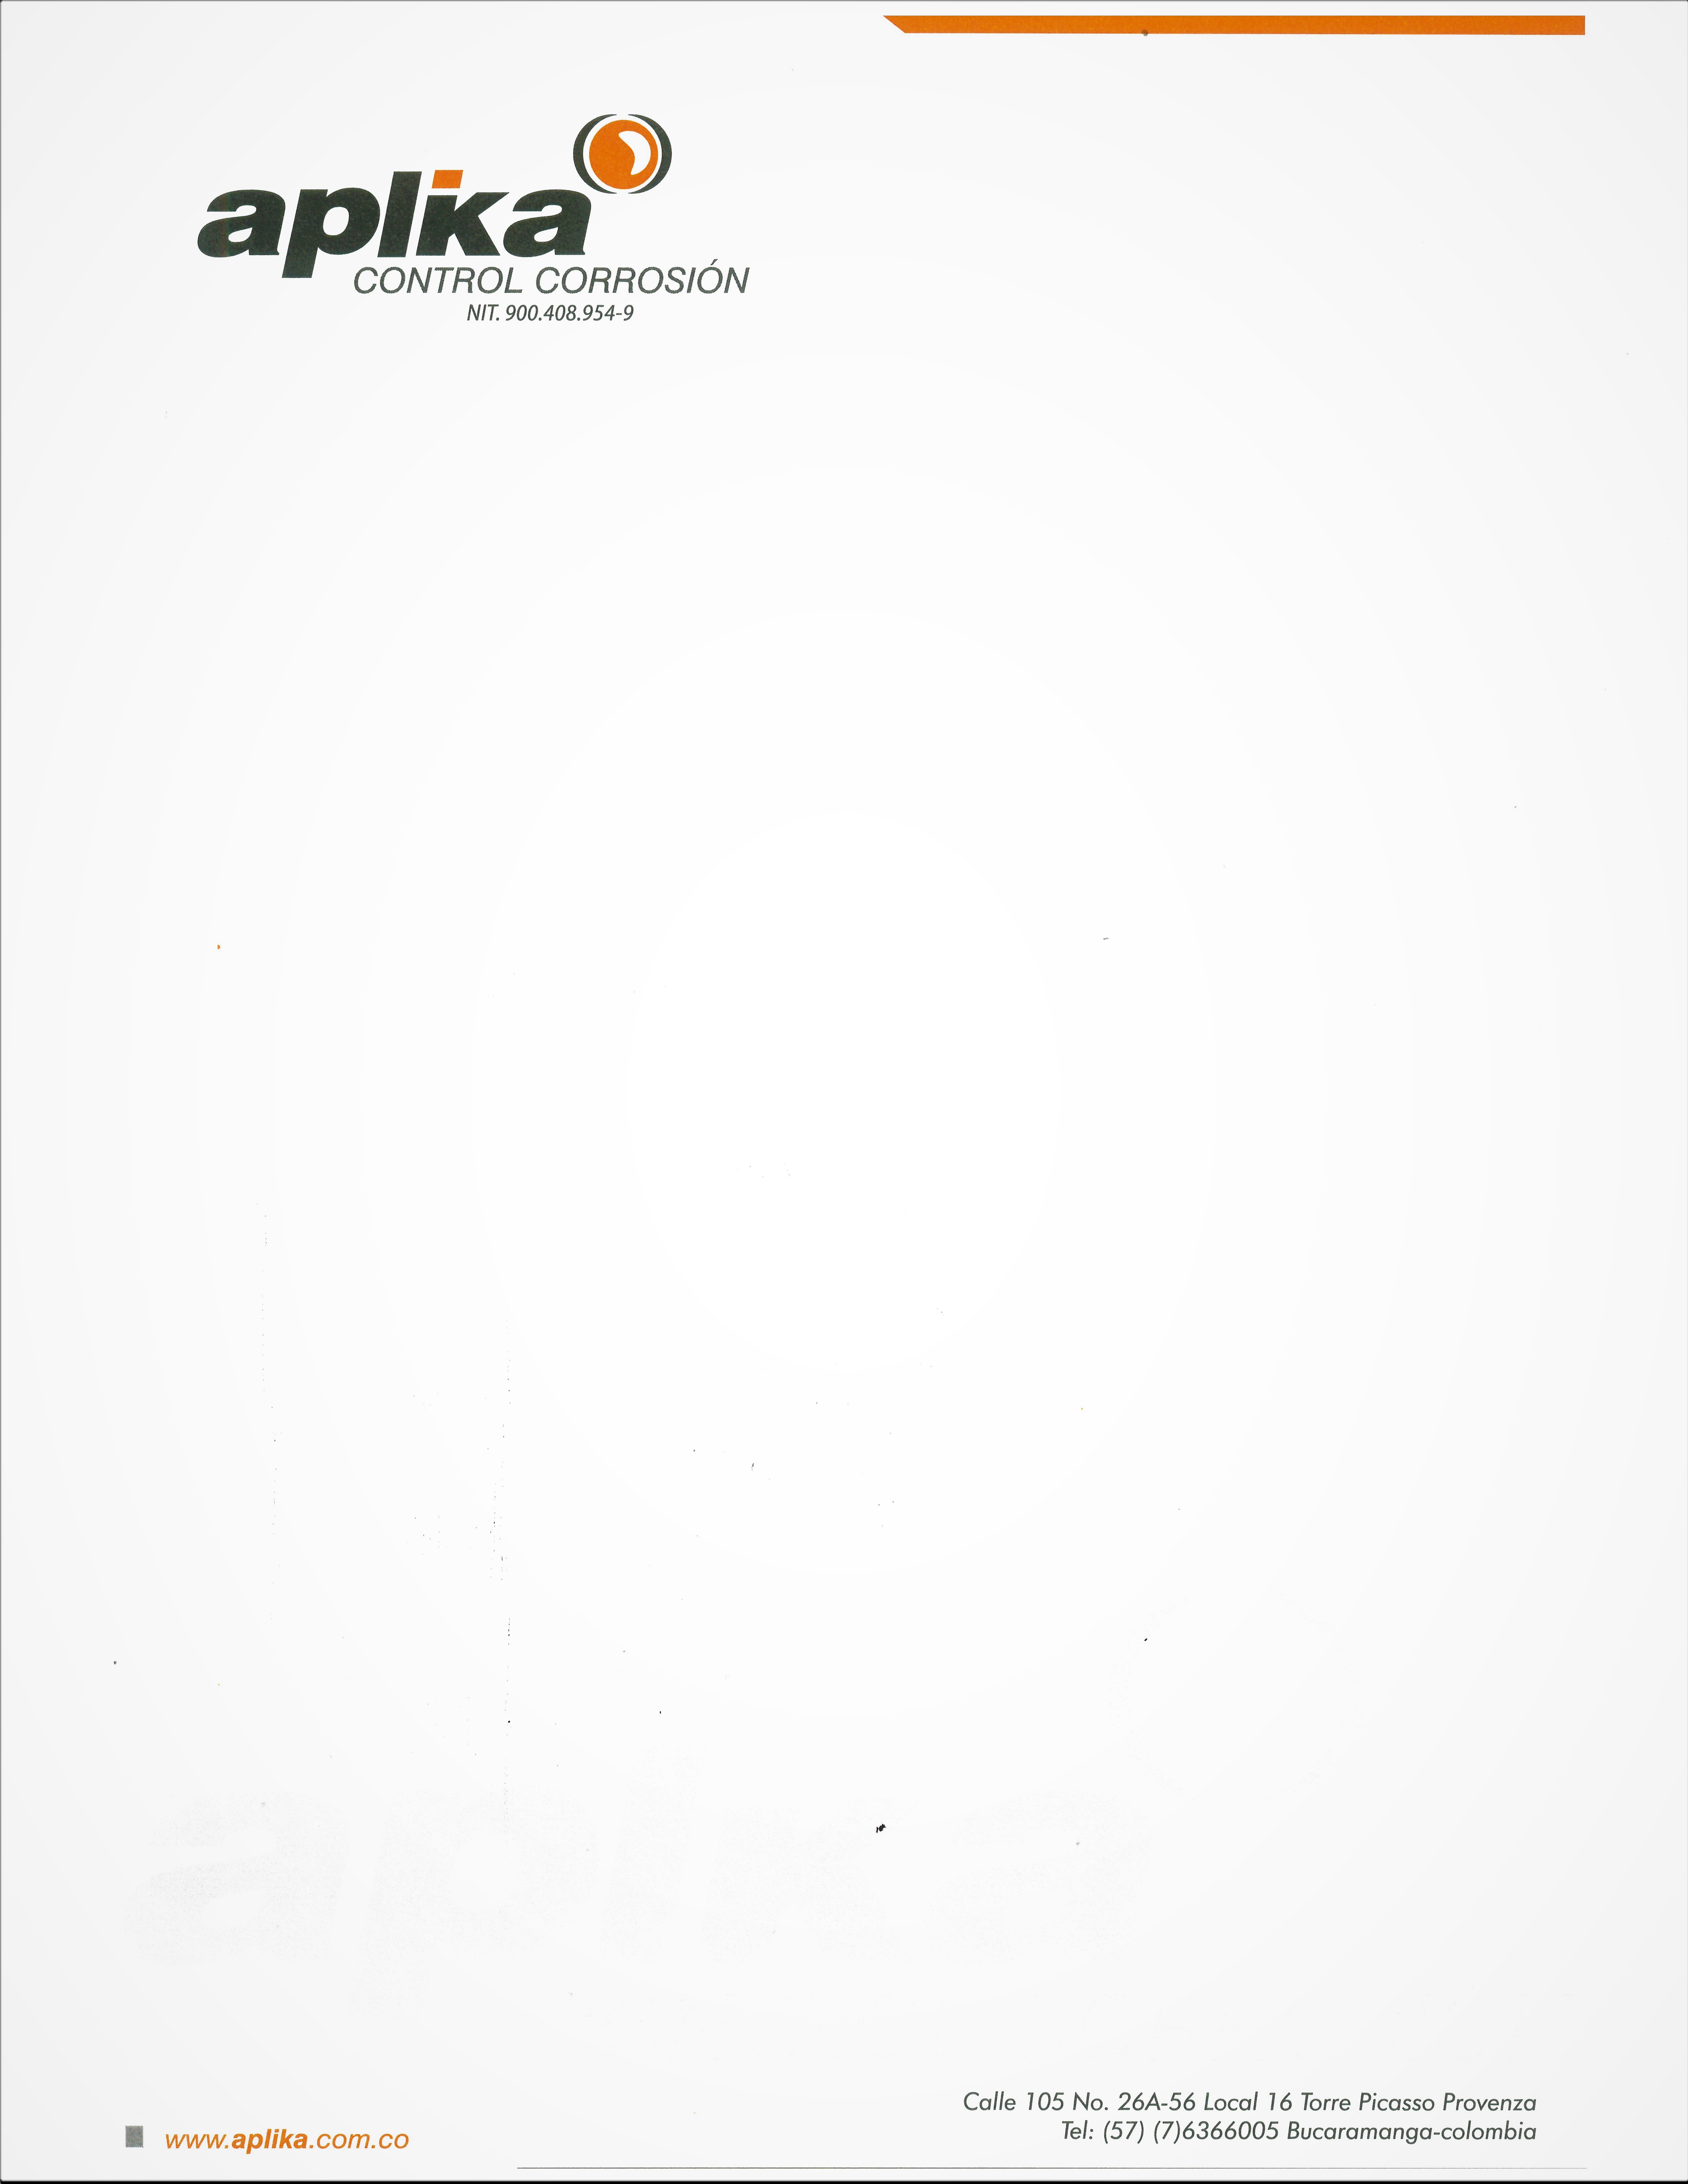 aplika
CONTROL CORROSIÓN
NIT. 900.408.954-9
Calle 105 No. 26A-56 Local 16 Torre Picasso Provenza
Tel: (57) (7)6366005 Bucaramanga-colombia
www.aplika.com.co